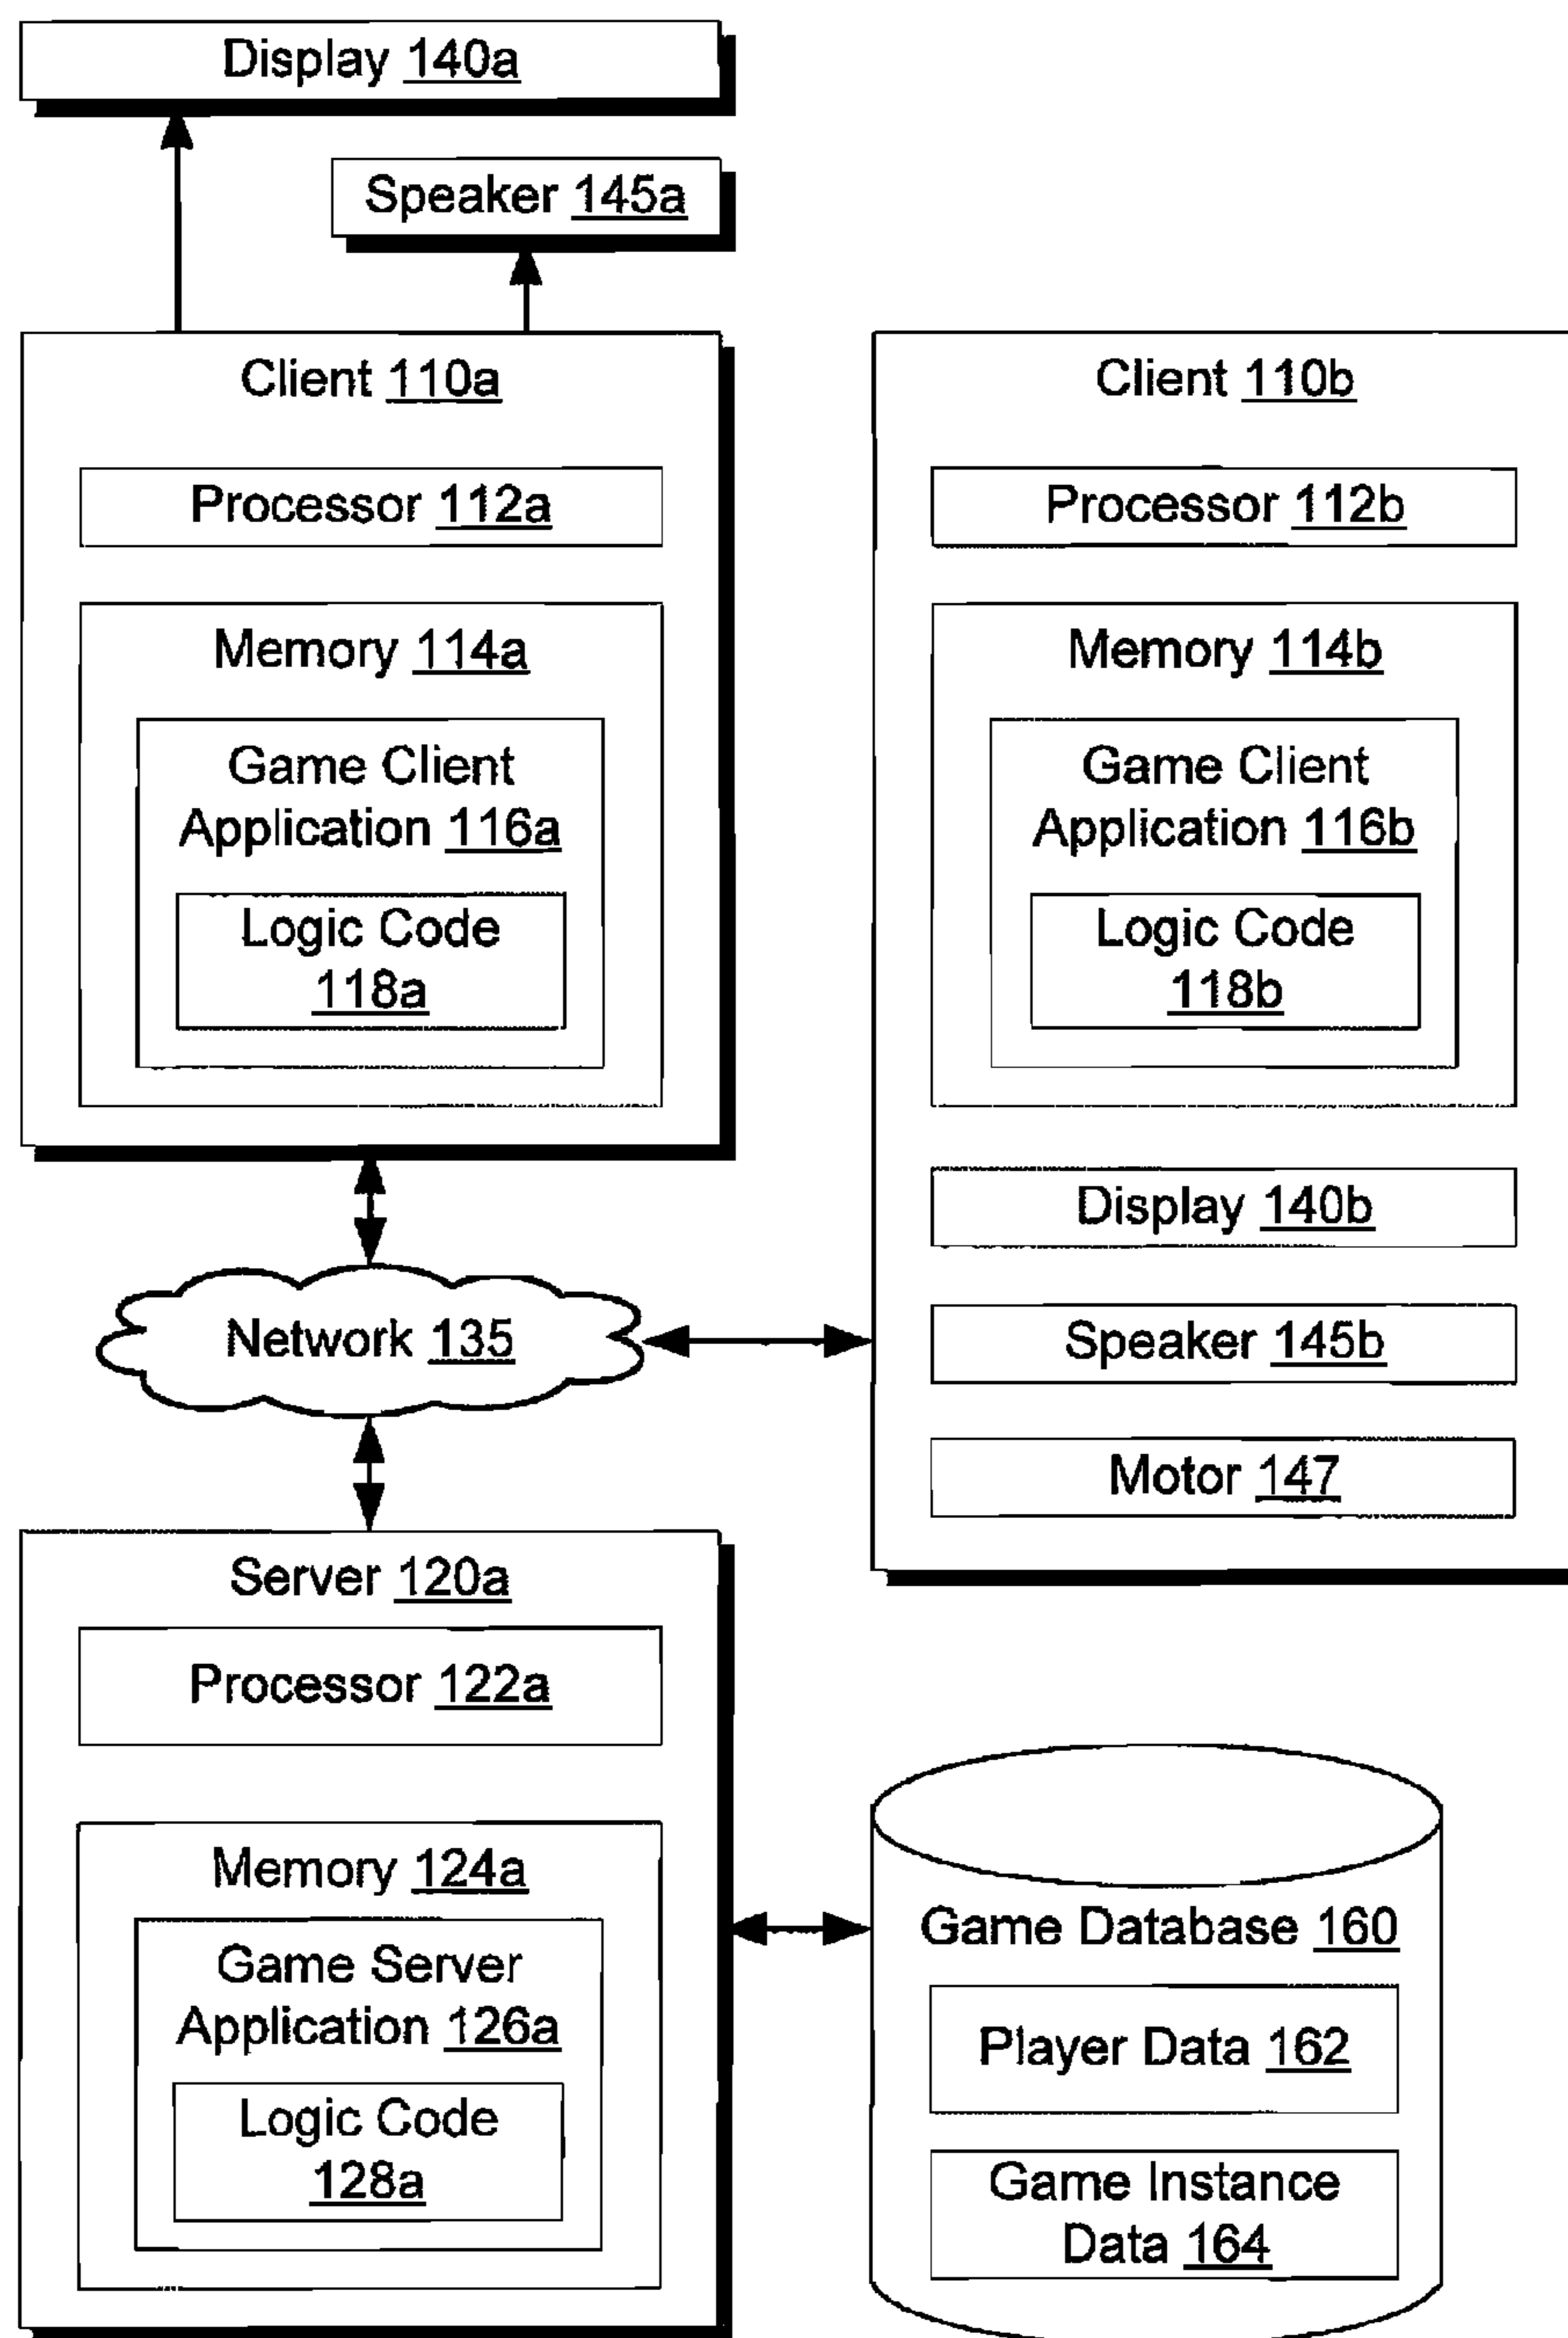 Display 140a
Speaker 145a
Client 110a
Processor 112a
Memory 114a
Game Client
Application 116a
Logic Code
118a
Client 110b
Processor 112b
Memory 114b
Game Client
Application 116b
Logic Code
118b
Display 140b
Speaker 145b
Motor 147
Network 135
Server 120a
Processor 122a
Memory 124a
Game Server
Application 126a
Logic Code
128a
Game Database 160
Player Data 162
Game Instance
Data 164